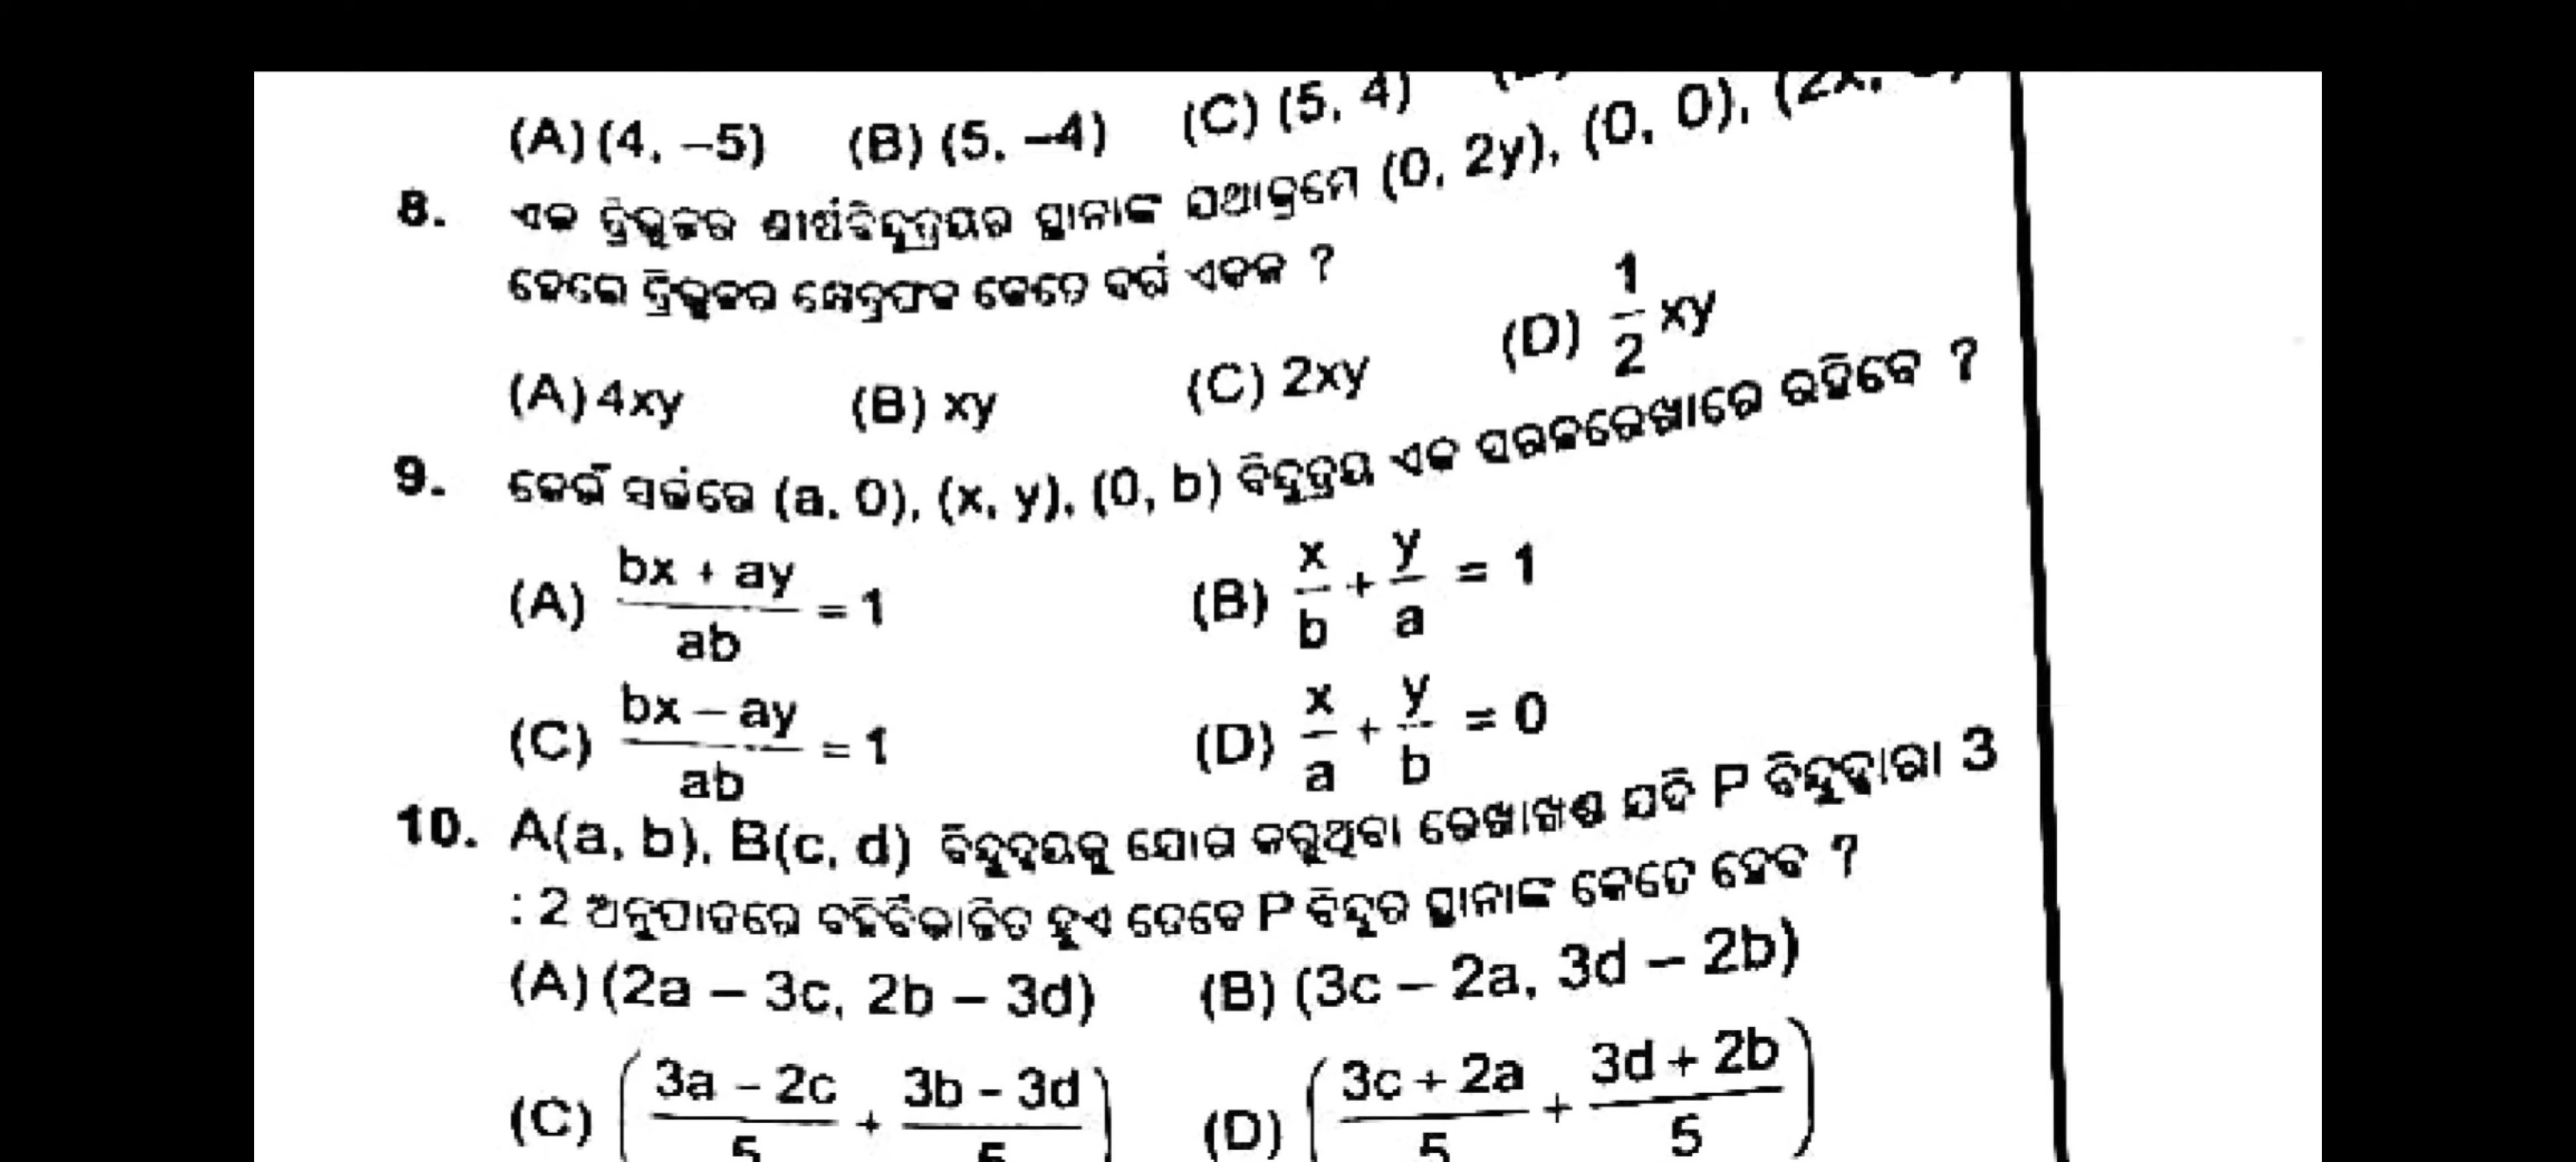 (A) (4, –5) (B) (5, –4) (C) (5, 4)
8. ଏକ ତ୍ରିଭୁଜର ଶୀର୍ଷବିନ୍ଦୁତ୍ରୟର ସ୍ଥାନାଙ୍କ ଯଥାକ୍ରମେ (0, 2y), (0, 0), (2x,
ହେଲେ ତ୍ରିଭୁଜର କ୍ଷେତ୍ରଫଳ କେତେ ବର୍ଗ ଏକକ ?
(A) 4xy (B) xy (C) 2xy (D) 1/2 xy
9. କେଉଁ ସର୍ତ୍ତରେ (a, 0), (x, y), (0, b) ବିନ୍ଦୁତ୍ରୟ ଏକ ସରଳରେଖାରେ ରହିବେ ?
(A) (bx + ay)/ab = 1 (B) x/b + y/a = 1
(C) (bx – ay)/ab = 1 (D) x/a + y/b = 0
10. A(a, b), B(c, d) ବିନ୍ଦୁଦ୍ୱୟକୁ ଯୋଗ କରୁଥିବା ରେଖାଖଣ୍ଡ ଯଦି P ବିନ୍ଦୁଦ୍ୱାରା 3
: 2 ଅନୁପାତରେ ବହିର୍ବିଭାଜିତ ହୁଏ ତେବେ P ବିନ୍ଦୁର ସ୍ଥାନାଙ୍କ କେତେ ହେବ ?
(A) (2a – 3c, 2b – 3d) (B) (3c – 2a, 3d – 2b)
(C) ((3a – 2c)/5 + (3b – 3d)/5) (D) ((3c + 2a)/5 + (3d + 2b)/5)